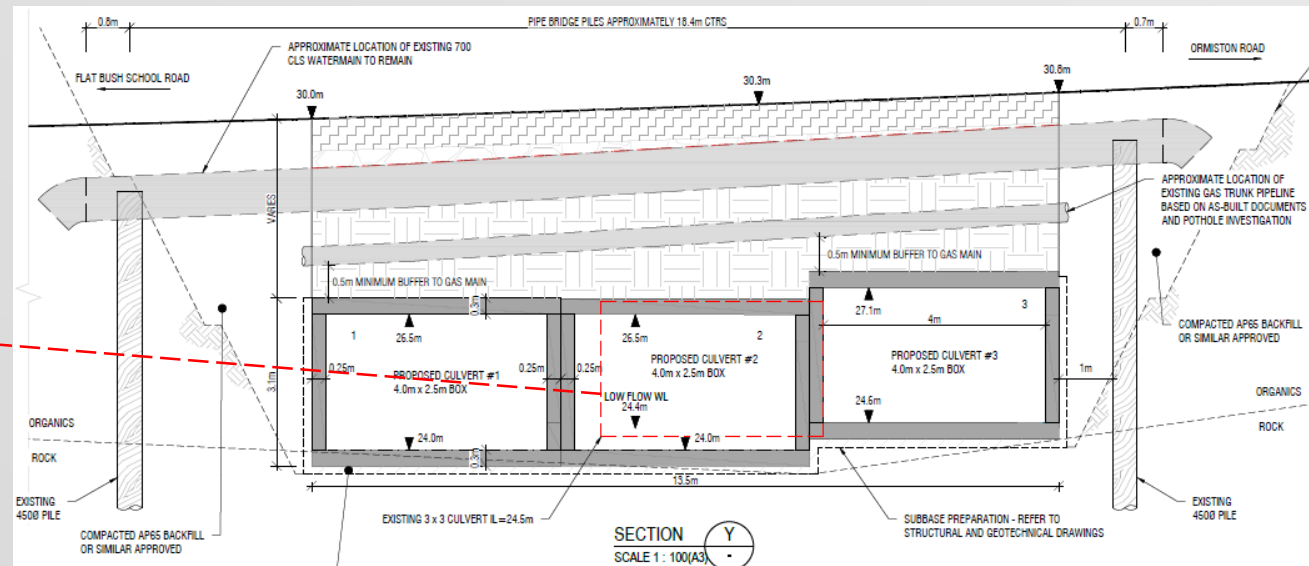 0.8m
PIPE BRIDGE PILES APPROXIMATELY 18.4m CTRS
0.7m
APPROXIMATE LOCATION OF EXISTING 700
CLS WATERMAIN TO REMAIN
ORMISTON ROAD
FLAT BUSH SCHOOL ROAD
30.0m
30.3m
30.8m
VARIES
APPROXIMATE LOCATION OF
EXISTING GAS TRUNK PIPELINE
BASED ON AS-BUILT DOCUMENTS
AND POTHOLE INVESTIGATION
0.5m MINIMUM BUFFER TO GAS MAIN
0.5m MINIMUM BUFFER TO GAS MAIN
0.3m
1
26.5m
26.5m
2
27.1m
3
4m
COMPACTED AP65 BACKFILL
OR SIMILAR APPROVED
3.1m
0.25m
PROPOSED CULVERT #1
4.0m x 2.5m BOX
0.25m
0.25m
PROPOSED CULVERT #2
4.0m x 2.5m BOX
PROPOSED CULVERT #3
4.0m x 2.5m BOX
1m
LOW FLOW WL
24.4m
24.6m
ORGANICS
ROCK
ORGANICS
ROCK
24.0m
24.0m
0.3m
13.5m
EXISTING
450Ø PILE
COMPACTED AP65 BACKFILL
OR SIMILAR APPROVED
EXISTING 3 x 3 CULVERT IL=24.5m
SECTION
Y
-
SCALE 1 : 100(A3)
SUBBASE PREPARATION - REFER TO
STRUCTURAL AND GEOTECHNICAL DRAWINGS
EXISTING
450Ø PILE